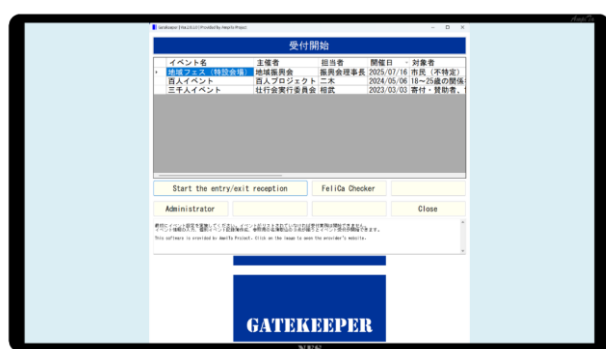 受付開始
イベント名 主催者 担当者 開催日 対象者
地域フェス（特設会場） 地域振興会 振興会理事長 2025/07/16 市民（不特定）
百人イベント 百人プロジェクト 二木 2024/05/06 18～25歳の関係
三千人イベント 壮行会実行委員会 相武 2023/03/03 寄付・賛助者、
Start the entry/exit reception FeliCa Checker
Administrator Close
This software is provided by Amarfu Project. Click on the image to open the provider's website.
GATEKEEPER